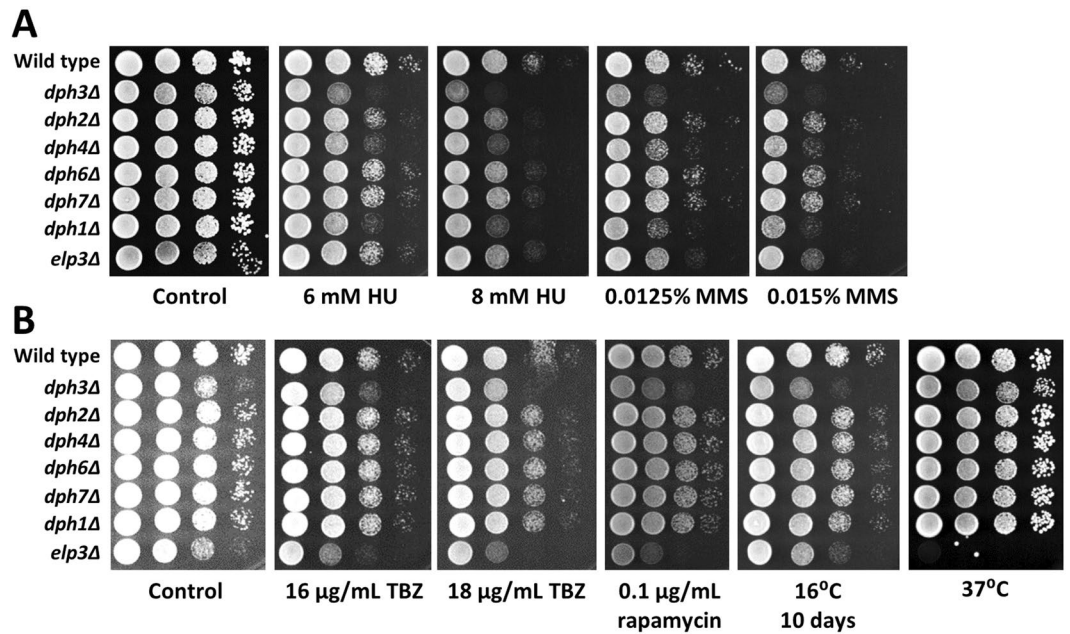 A
Wild type
dph3Δ
dph2Δ
dph4Δ
dph6Δ
dph7Δ
dph1Δ
elp3Δ
Control 6 mM HU 8 mM HU 0.0125% MMS 0.015% MMS
B
Wild type
dph3Δ
dph2Δ
dph4Δ
dph6Δ
dph7Δ
dph1Δ
elp3Δ
Control 16 µg/mL TBZ 18 µg/mL TBZ 0.1 µg/mL 16⁰C 37⁰C
rapamycin 10 days